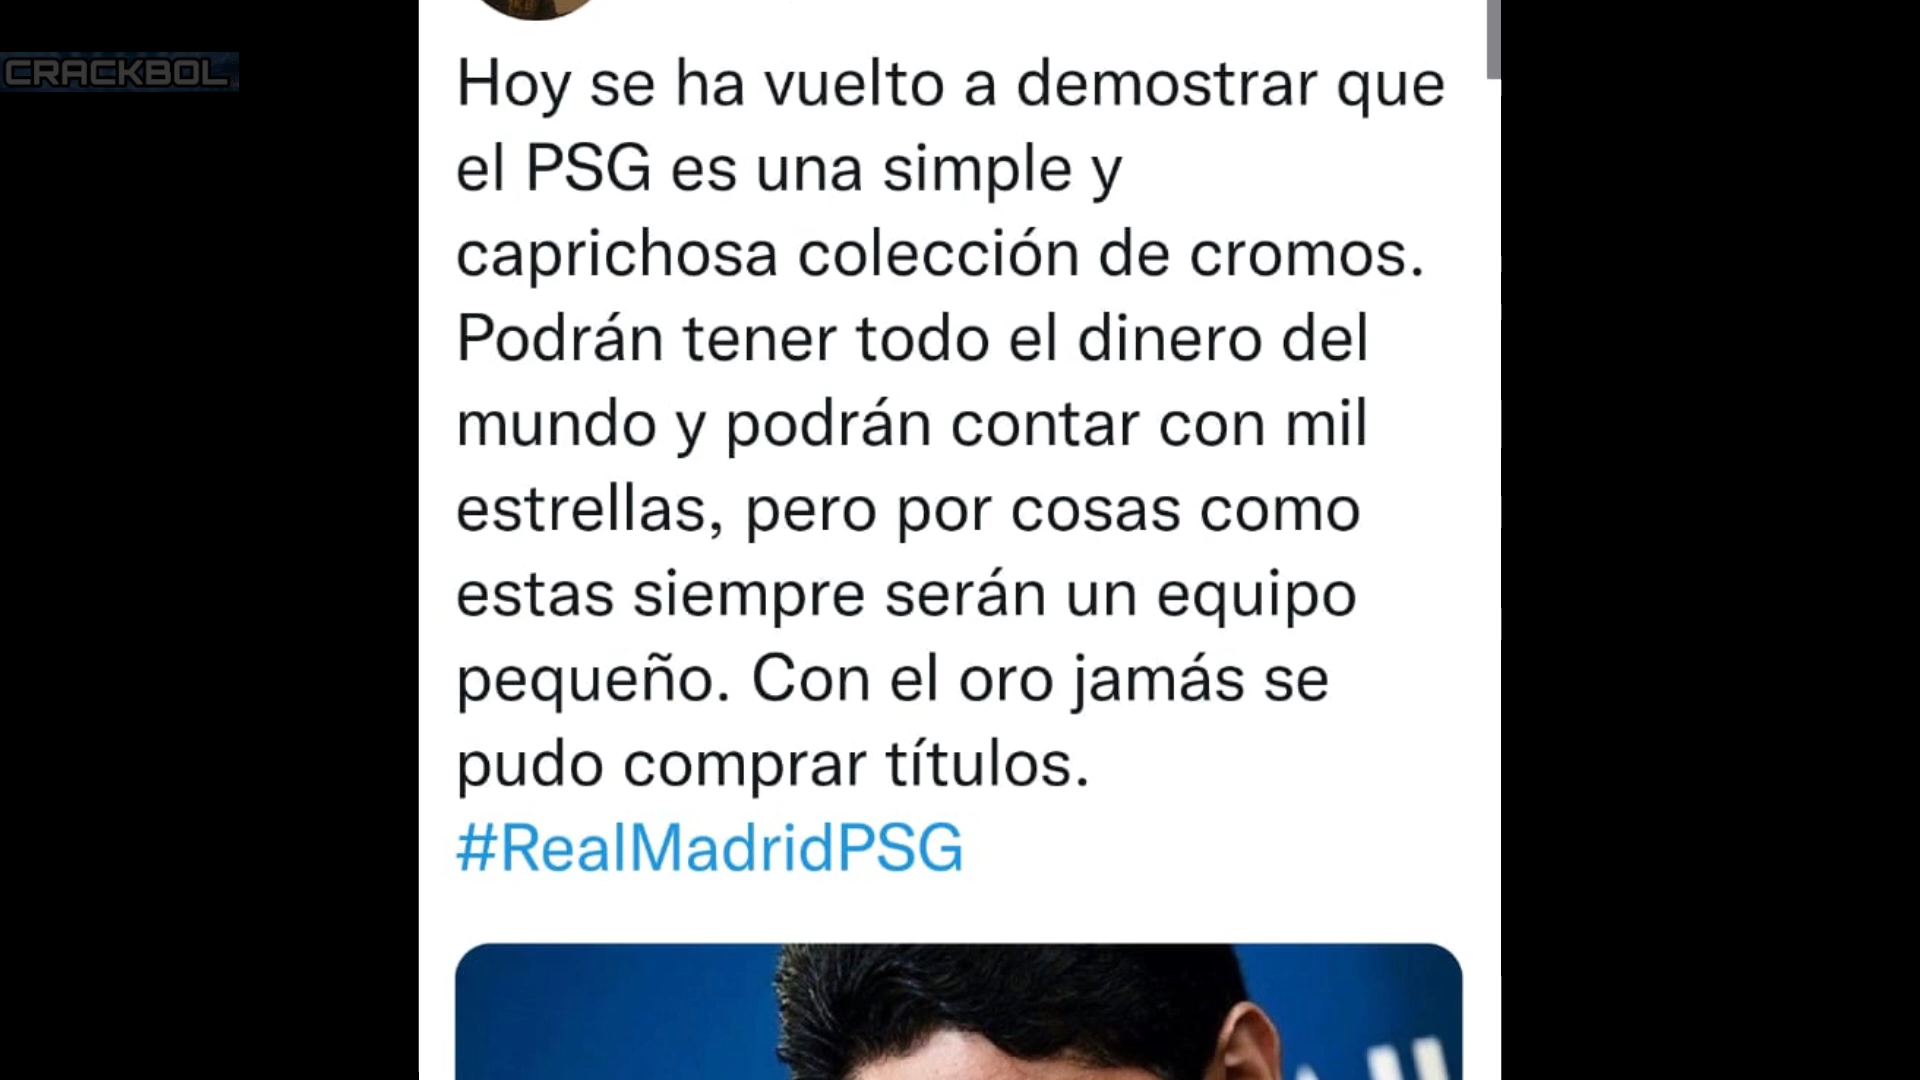 CRACKBOL
Hoy se ha vuelto a demostrar que
el PSG es una simple y
caprichosa colección de cromos.
Podrán tener todo el dinero del
mundo y podrán contar con mil
estrellas, pero por cosas como
estas siempre serán un equipo
pequeño. Con el oro jamás se
pudo comprar títulos.
#RealMadridPSG